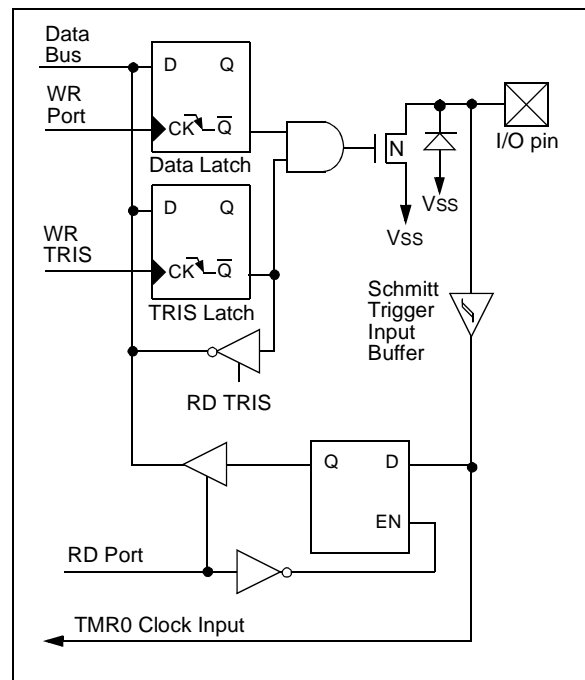 Data
Bus
D Q
WR
Port
CK Q̅
N
I/O pin
Data Latch
VSS
D Q
VSS
WR
TRIS
CK Q̅
Schmitt
Trigger
Input
Buffer
TRIS Latch
RD TRIS
Q D
EN
RD Port
TMR0 Clock Input